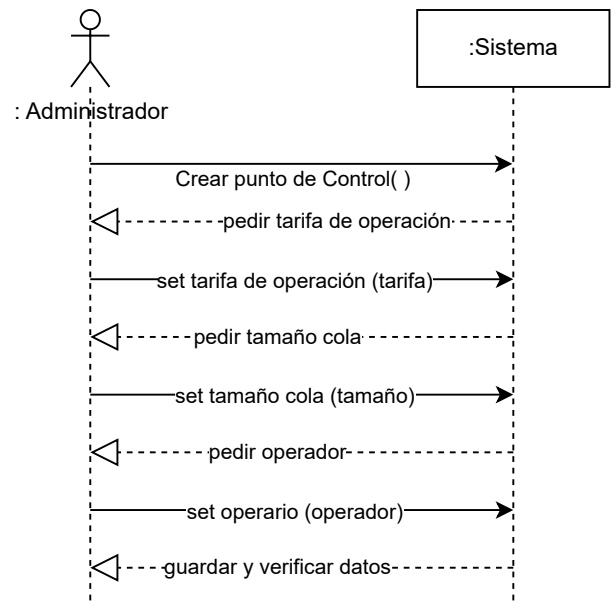 :Sistema
: Administrador
Crear punto de Control( )
pedir tarifa de operación
set tarifa de operación (tarifa)
pedir tamaño cola
set tamaño cola (tamaño)
pedir operador
set operario (operador)
guardar y verificar datos